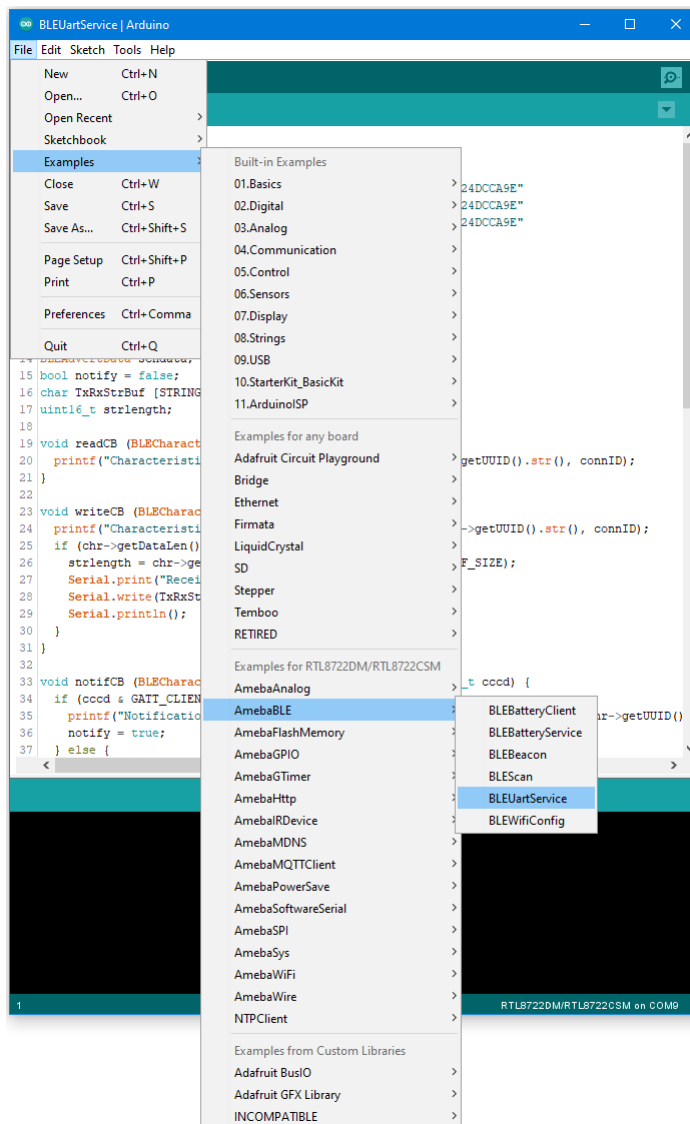 BLEUartService | Arduino
File Edit Sketch Tools Help
New Ctrl+N
Open... Ctrl+O
Open Recent
Sketchbook
Examples
Close Ctrl+W
Save Ctrl+S
Save As... Ctrl+Shift+S
Page Setup Ctrl+Shift+P
Print Ctrl+P
Preferences Ctrl+Comma
Quit Ctrl+Q
Built-in Examples
01.Basics
02.Digital
03.Analog
04.Communication
05.Control
06.Sensors
07.Display
08.Strings
09.USB
10.StarterKit_BasicKit
11.ArduinoISP
Examples for any board
Adafruit Circuit Playground
Bridge
Ethernet
Firmata
LiquidCrystal
SD
Stepper
Temboo
RETIRED
Examples for RTL8722DM/RTL8722CSM
AmebaAnalog
AmebaBLE
AmebaFlashMemory
AmebaGPIO
AmebaGTimer
AmebaHttp
AmebaIRDevice
AmebaMDNS
AmebaMQTTClient
AmebaPowerSave
AmebaSoftwareSerial
AmebaSPI
AmebaSys
AmebaWiFi
AmebaWire
NTPClient
Examples from Custom Libraries
Adafruit BusIO
Adafruit GFX Library
INCOMPATIBLE
BLEBatteryClient
BLEBatteryService
BLEBeacon
BLEScan
BLEUartService
BLEWifiConfig
24DCCA9E"
24DCCA9E"
24DCCA9E"
14 BLEAdvertData scndata;
15 bool notify = false;
16 char TxRxStrBuf [STRING
17 uint16_t strlength;
18
19 void readCB (BLECharact
20 printf("Characteristi getUUID().str(), connID);
21 }
22
23 void writeCB (BLECharac
24 printf("Characteristi ->getUUID().str(), connID);
25 if (chr->getDataLen()
26 strlength = chr->ge F_SIZE);
27 Serial.print("Recei
28 Serial.write(TxRxSt
29 Serial.println();
30 }
31 }
32
33 void notifCB (BLECharac _t cccd) {
34 if (cccd & GATT_CLIEN
35 printf("Notificatio hr->getUUID()
36 notify = true;
37 } else {
1 RTL8722DM/RTL8722CSM on COM9